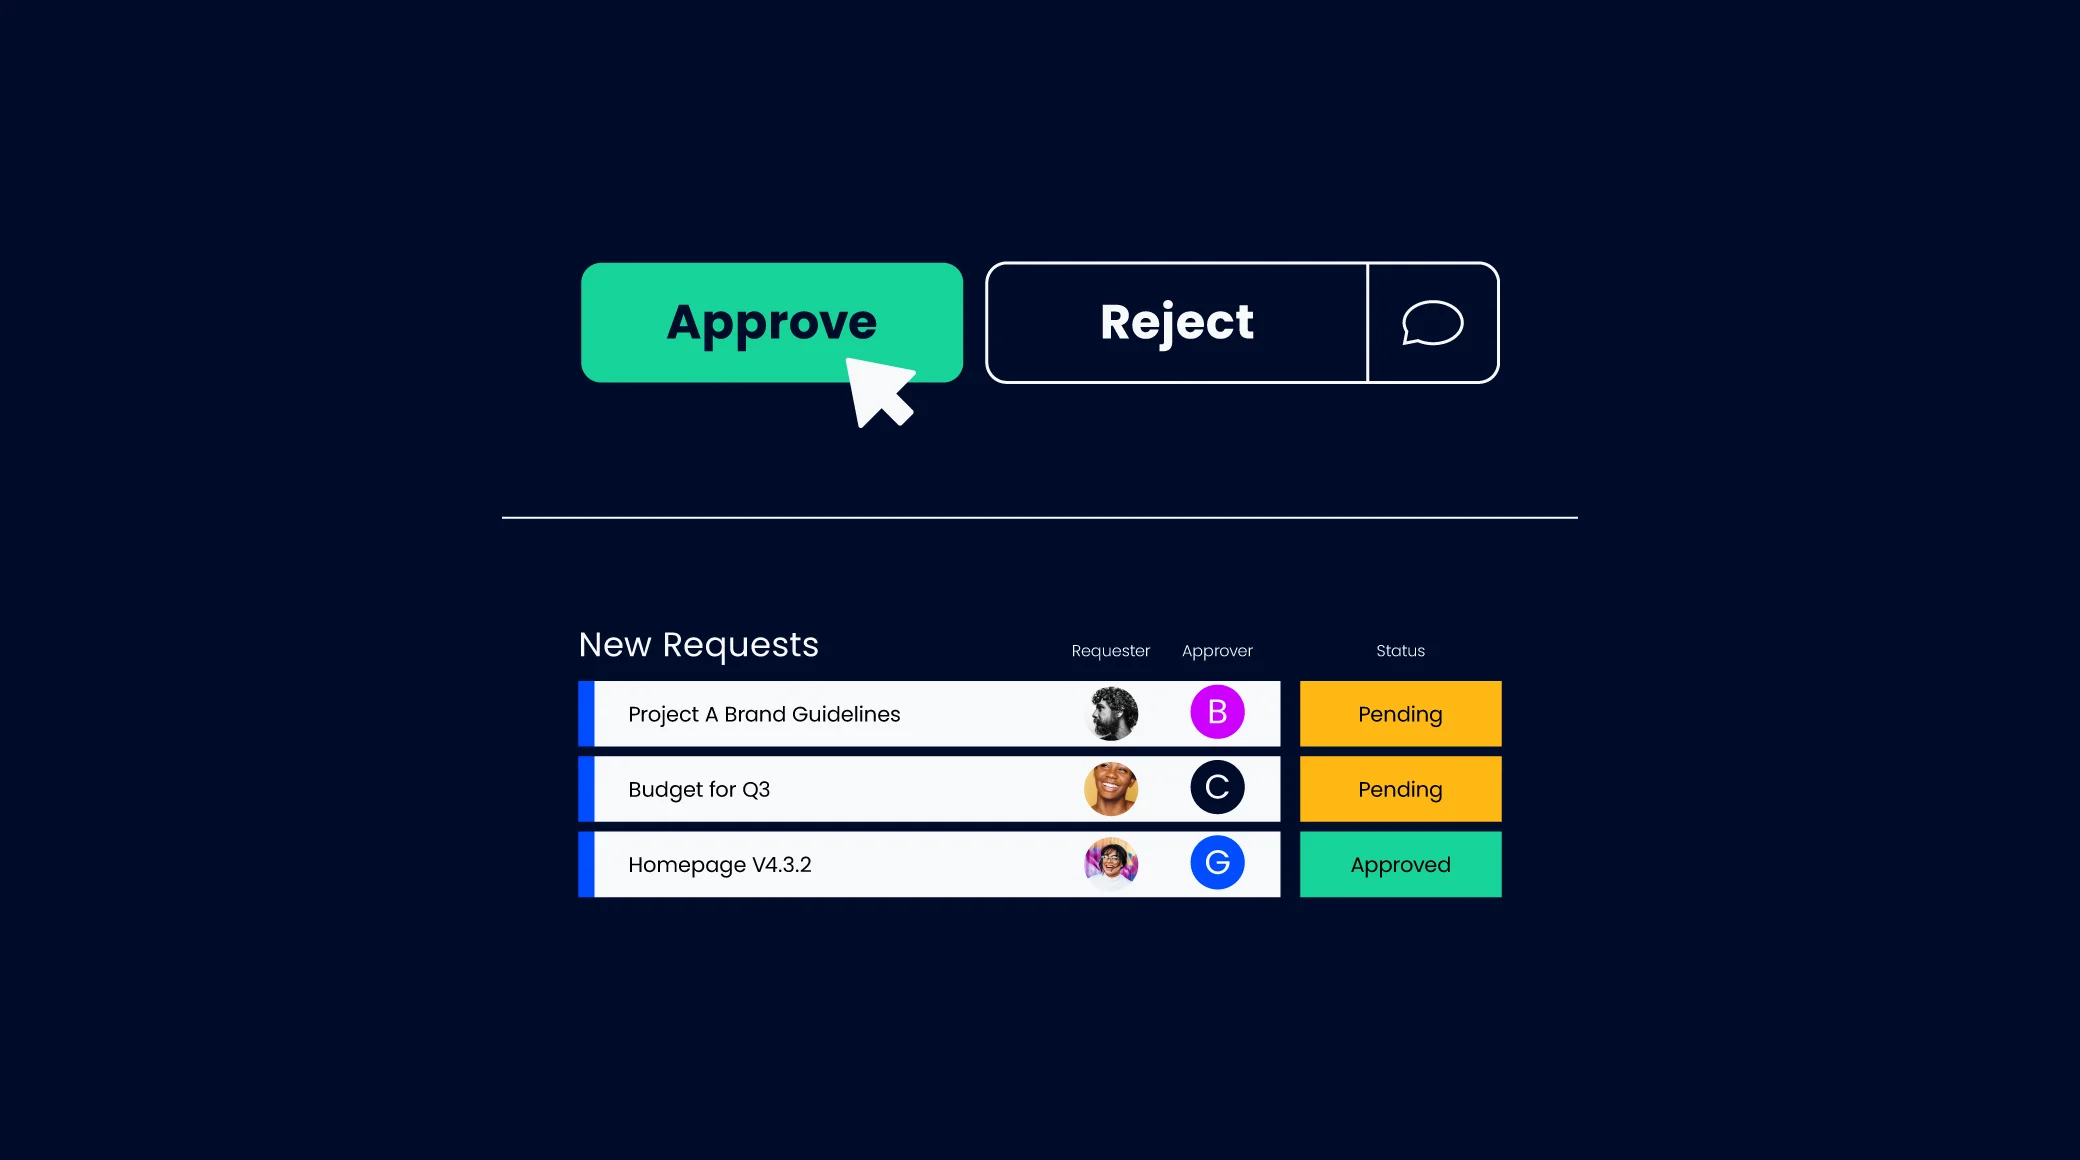 Approve Reject
New Requests Requester Approver Status
Project A Brand Guidelines B Pending
Budget for Q3 C Pending
Homepage V4.3.2 G Approved